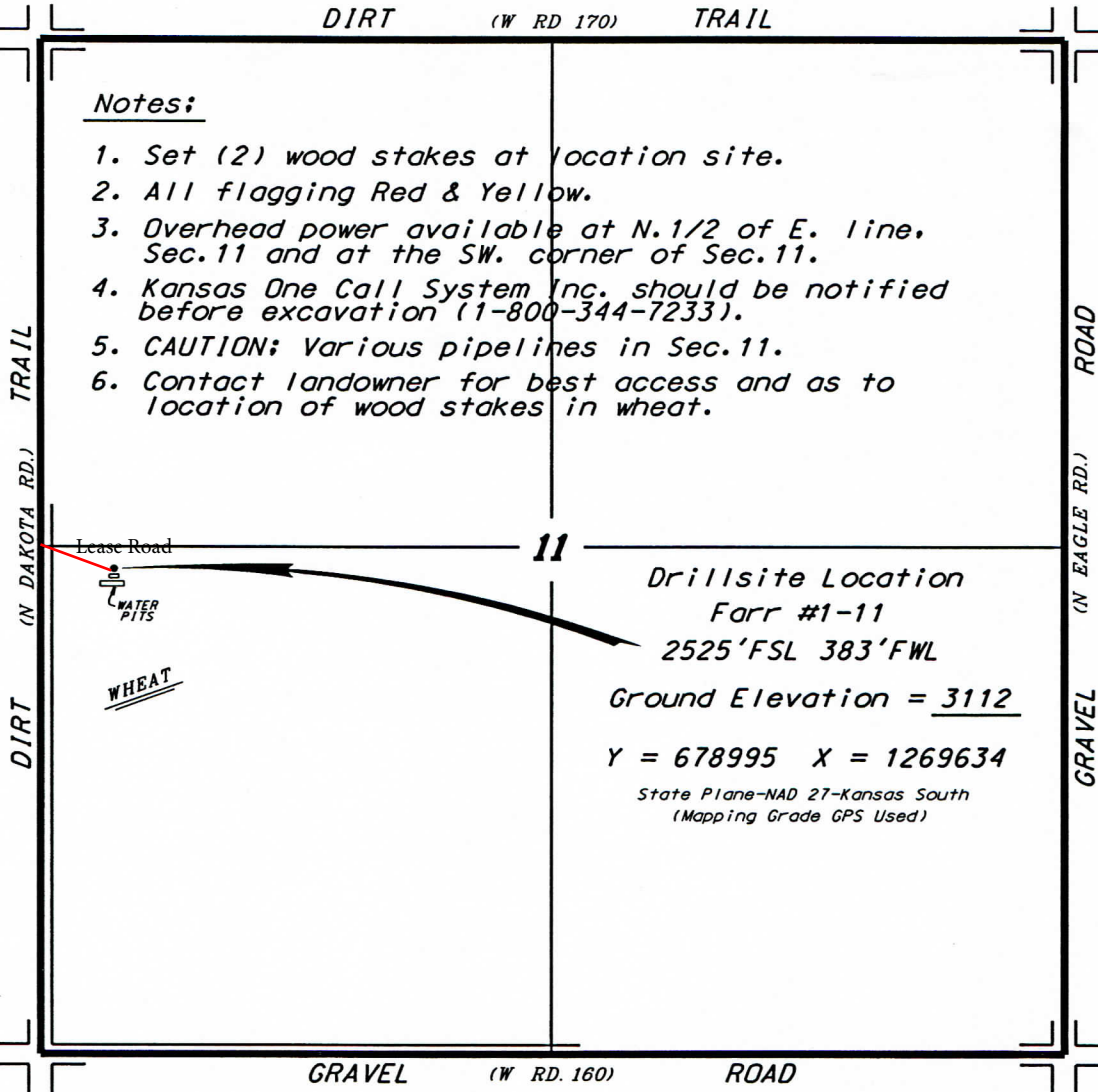 DIRT (W RD 170) TRAIL
Notes:
1. Set (2) wood stakes at location site.
2. All flagging Red & Yellow.
3. Overhead power available at N.1/2 of E. line,
Sec.11 and at the SW. corner of Sec.11.
4. Kansas One Call System Inc. should be notified
before excavation (1-800-344-7233).
5. CAUTION: Various pipelines in Sec.11.
6. Contact landowner for best access and as to
location of wood stakes in wheat.
DIRT (N DAKOTA RD.) TRAIL
GRAVEL (N EAGLE RD.) ROAD
Lease Road
11
WATER
PITS
WHEAT
Drillsite Location
Farr #1-11
2525'FSL 383'FWL
Ground Elevation = 3112
Y = 678995 X = 1269634
State Plane-NAD 27-Kansas South
(Mapping Grade GPS Used)
GRAVEL (W RD. 160) ROAD